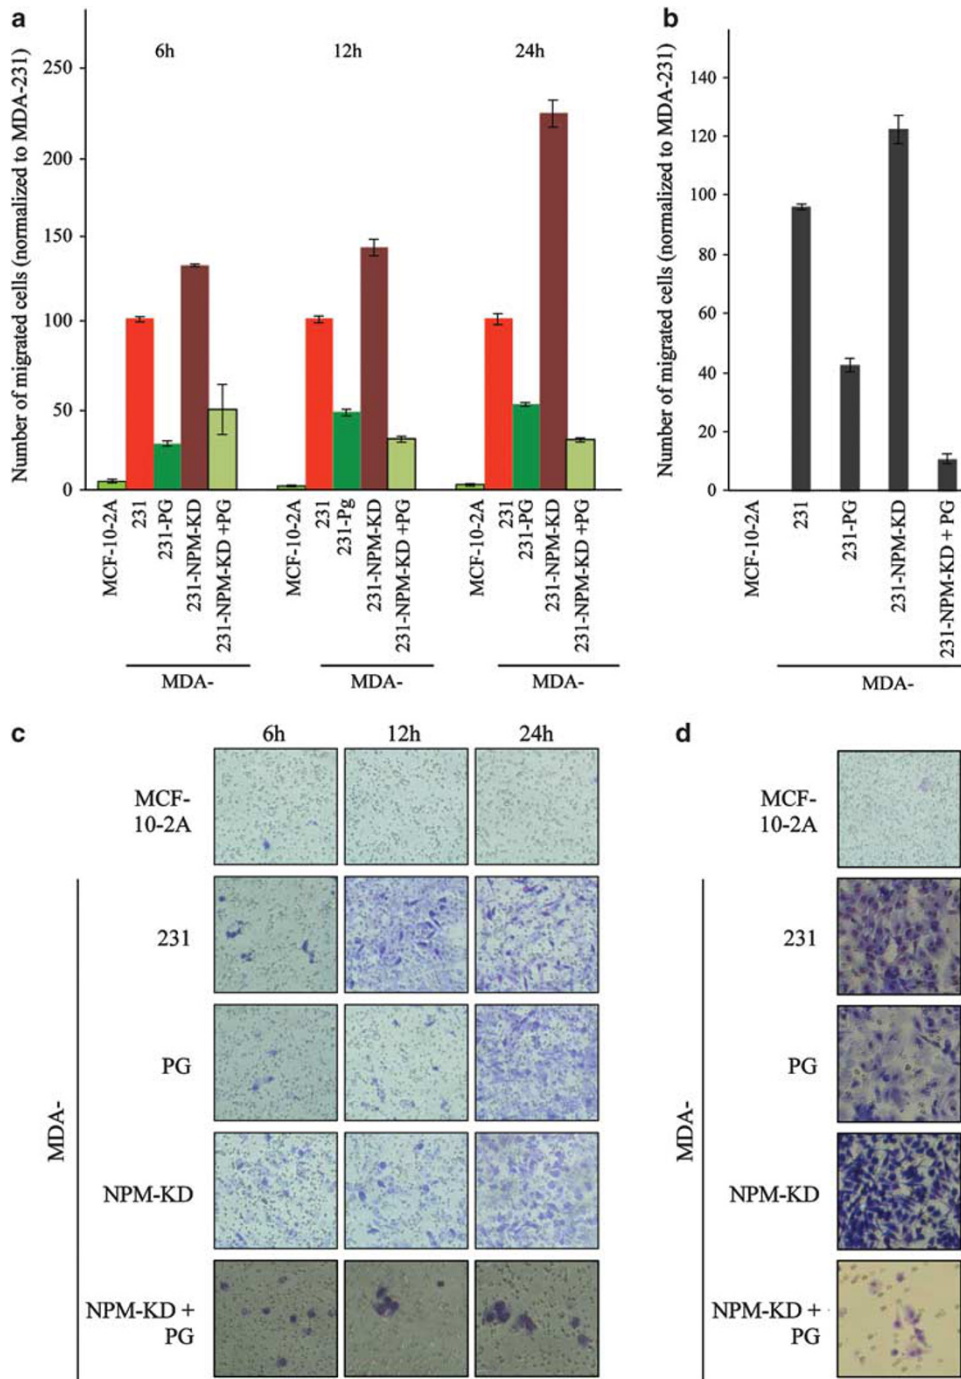 a
6h
12h
24h
Number of migrated cells (normalized to MDA-231)
250
200
150
100
50
0
MCF-10-2A
231
231-PG
231-NPM-KD
231-NPM-KD +PG
MCF-10-2A
231
231-Pg
231-NPM-KD
231-NPM-KD +PG
MCF-10-2A
231
231-PG
231-NPM-KD
231-NPM-KD +PG
MDA-
MDA-
MDA-
b
Number of migrated cells (normalized to MDA-231)
140
120
100
80
60
40
20
0
MCF-10-2A
231
231-PG
231-NPM-KD
231-NPM-KD + PG
MDA-
c
6h
12h
24h
MCF-
10-2A
231
PG
NPM-KD
NPM-KD +
PG
MDA-
d
MCF-
10-2A
231
PG
NPM-KD
NPM-KD +
PG
MDA-